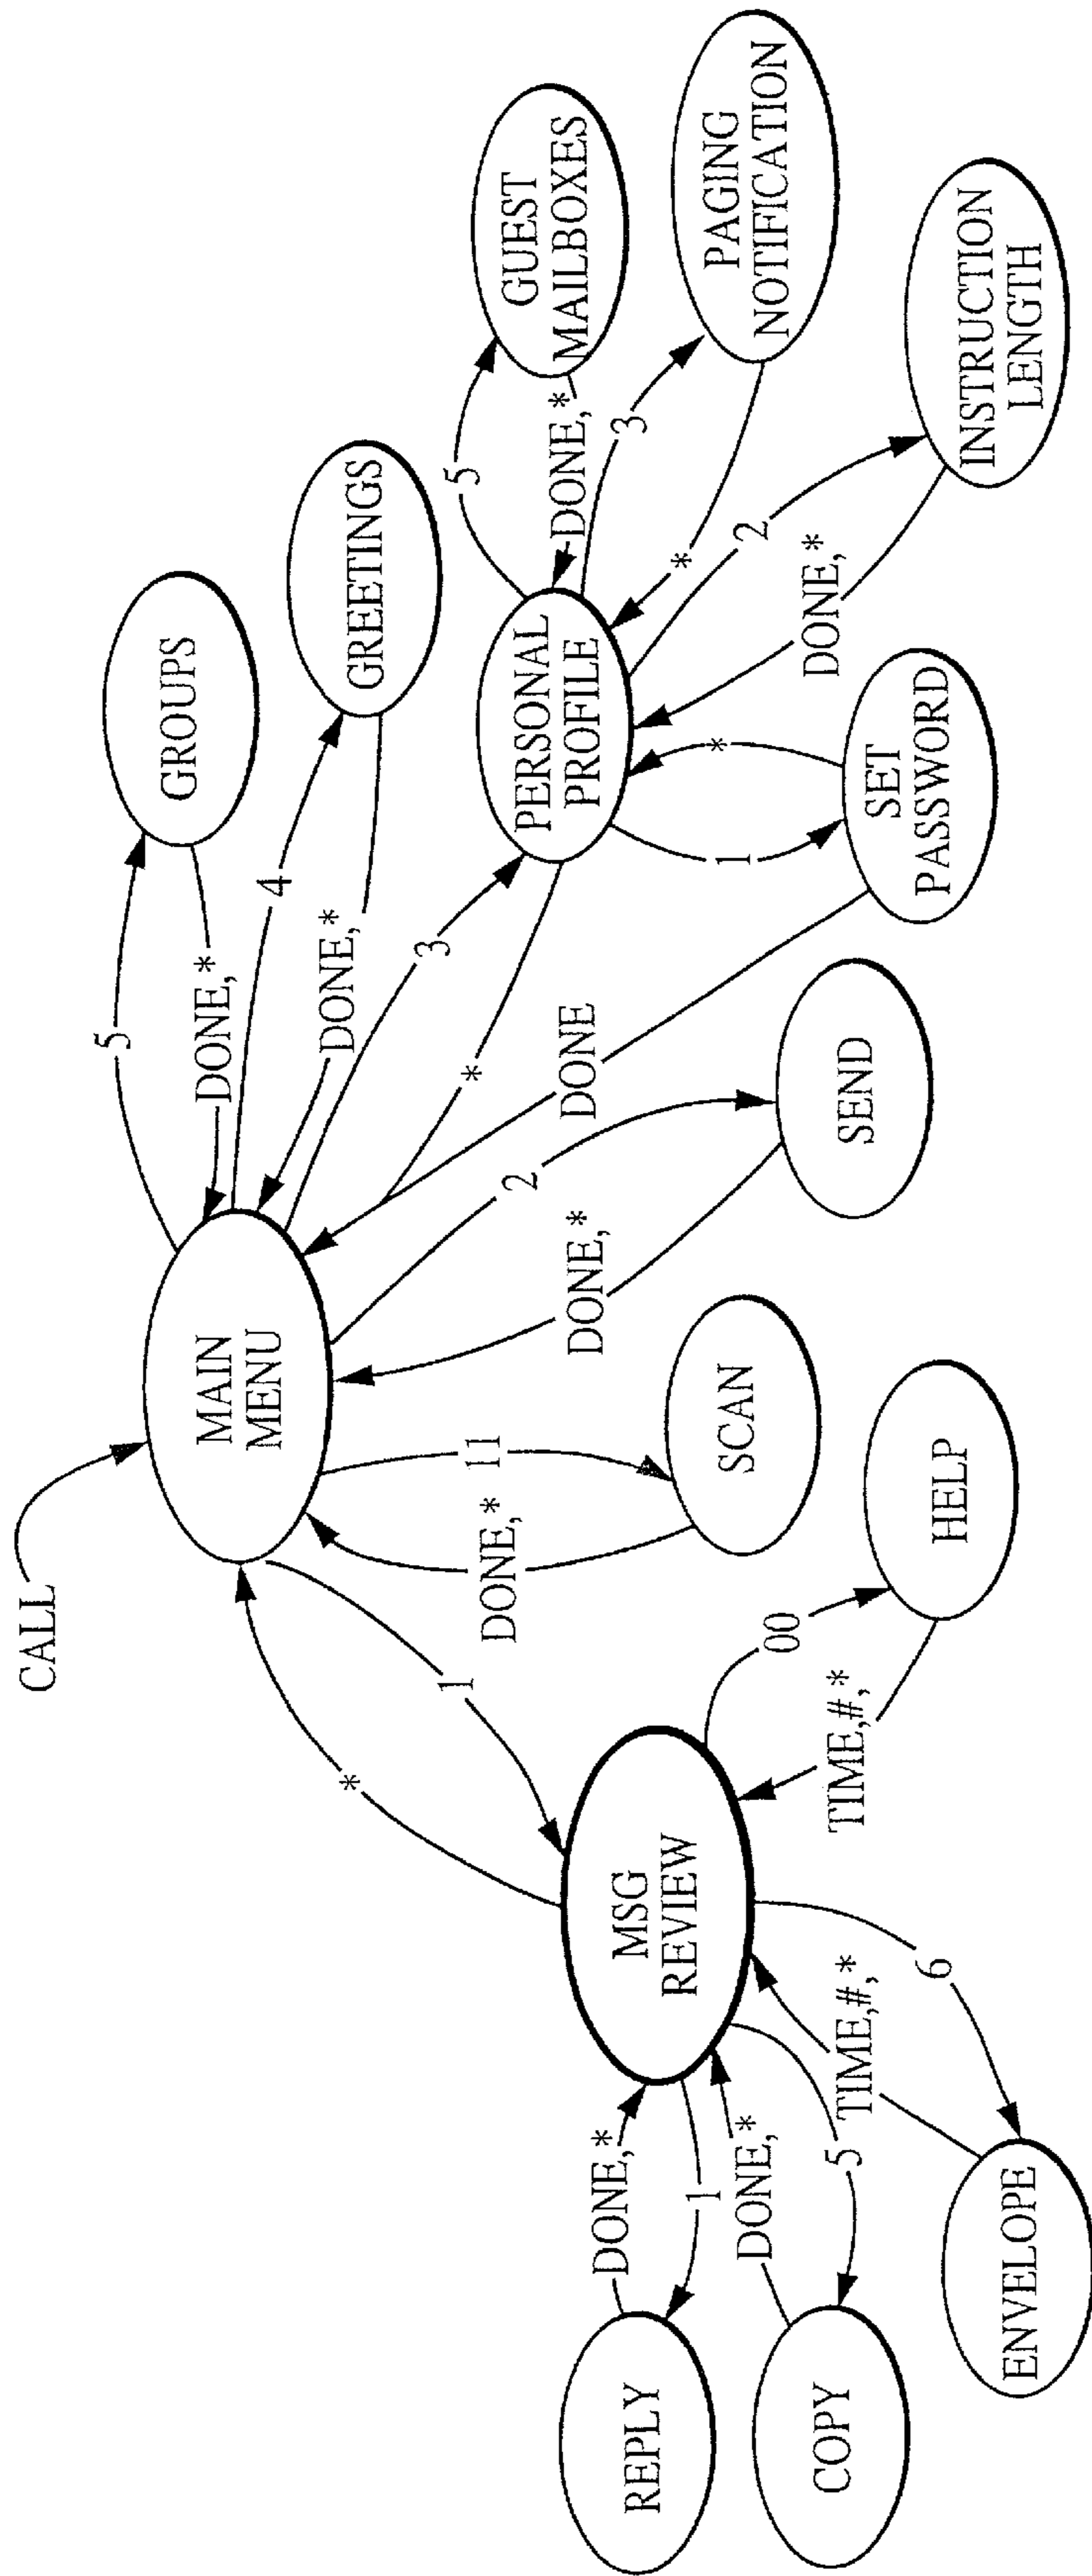 CALL
MAIN
MENU
5
GROUPS
DONE,*
4
GREETINGS
DONE,*
3
PERSONAL
PROFILE
*
5
GUEST
MAILBOXES
DONE,*
3
PAGING
NOTIFICATION
*
2
INSTRUCTION
LENGTH
DONE,*
1
SET
PASSWORD
*
DONE
2
SEND
DONE,*
11
SCAN
DONE,*
1
*
MSG
REVIEW
00
HELP
TIME,#,*
6
ENVELOPE
TIME,#,*
5
COPY
DONE,*
1
REPLY
DONE,*